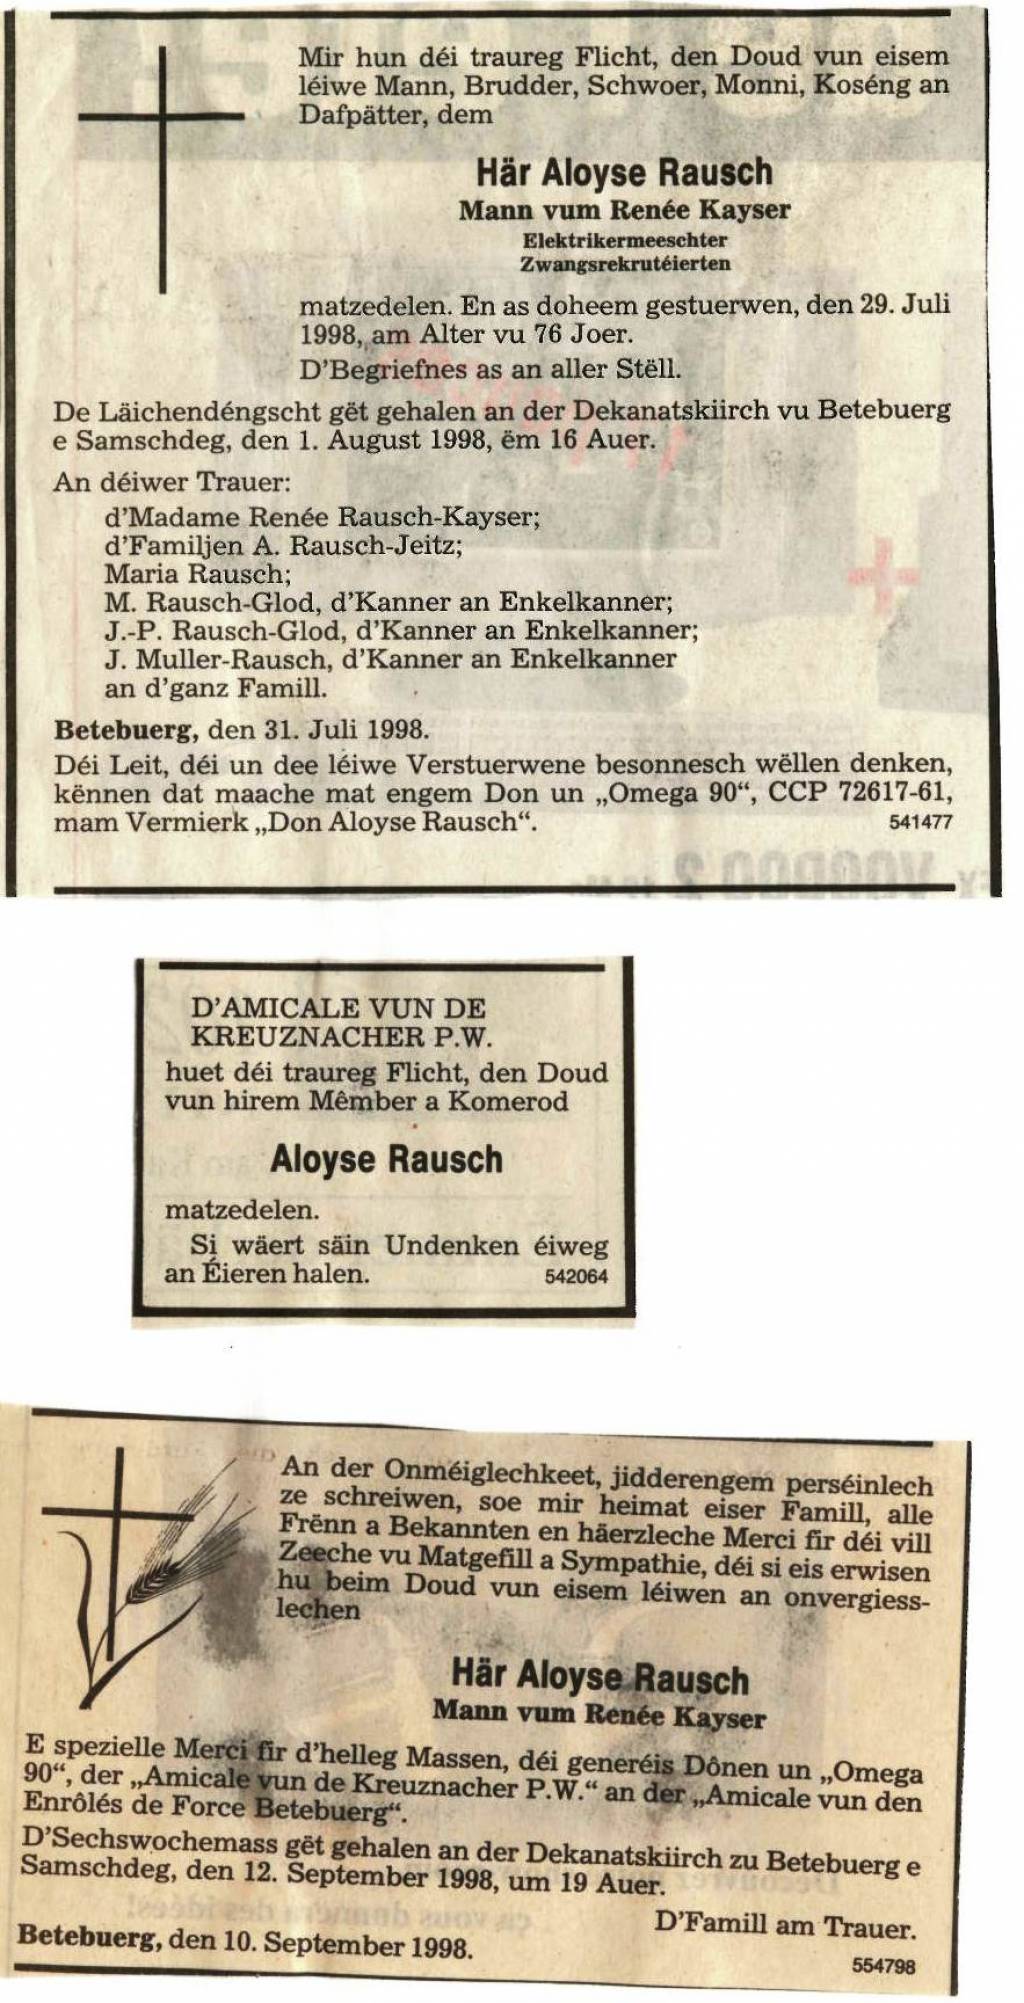 Mir hun déi traureg Flicht, den Doud vun eisem
léiwe Mann, Brudder, Schwoer, Monni, Koséng an
Dafpätter, dem
Här Aloyse Rausch
Mann vum Renée Kayser
Elektrikermeeschter
Zwangsrekrutéierten
matzedelen. En as doheem gestuerwen, den 29. Juli
1998, am Alter vu 76 Joer.
D'Begriefnes as an aller Stëll.
De Läichendéngscht gët gehalen an der Dekanatskiirch vu Betebuerg
e Samschdeg, den 1. August 1998, ëm 16 Auer.
An déiwer Trauer:
d'Madame Renée Rausch-Kayser;
d'Familjen A. Rausch-Jeitz;
Maria Rausch;
M. Rausch-Glod, d'Kanner an Enkelkanner;
J.-P. Rausch-Glod, d'Kanner an Enkelkanner;
J. Muller-Rausch, d'Kanner an Enkelkanner
an d'ganz Famill.
Betebuerg, den 31. Juli 1998.
Déi Leit, déi un dee léiwe Verstuerwene besonnesch wëllen denken,
kënnen dat maache mat engem Don un „Omega 90“, CCP 72617-61,
mam Vermierk „Don Aloyse Rausch“. 541477
D'AMICALE VUN DE
KREUZNACHER P.W.
huet déi traureg Flicht, den Doud
vun hirem Mêmber a Komerod
Aloyse Rausch
matzedelen.
Si wäert säin Undenken éiweg
an Éieren halen. 542064
An der Onméiglechkeet, jidderengem perséinlech
ze schreiwen, soe mir heimat eiser Famill, alle
Frënn a Bekannten en häerzleche Merci fir déi vill
Zeeche vu Matgefill a Sympathie, déi si eis erwisen
hu beim Doud vun eisem léiwen an onvergiess-
lechen
Här Aloyse Rausch
Mann vum Renée Kayser
E spezielle Merci fir d'helleg Massen, déi generéis Dônen un „Omega
90“, der „Amicale vun de Kreuznacher P.W.“ an der „Amicale vun den
Enrôlés de Force Betebuerg“.
D'Sechswochemass gët gehalen an der Dekanatskiirch zu Betebuerg e
Samschdeg, den 12. September 1998, um 19 Auer.
D'Famill am Trauer.
Betebuerg, den 10. September 1998.
554798